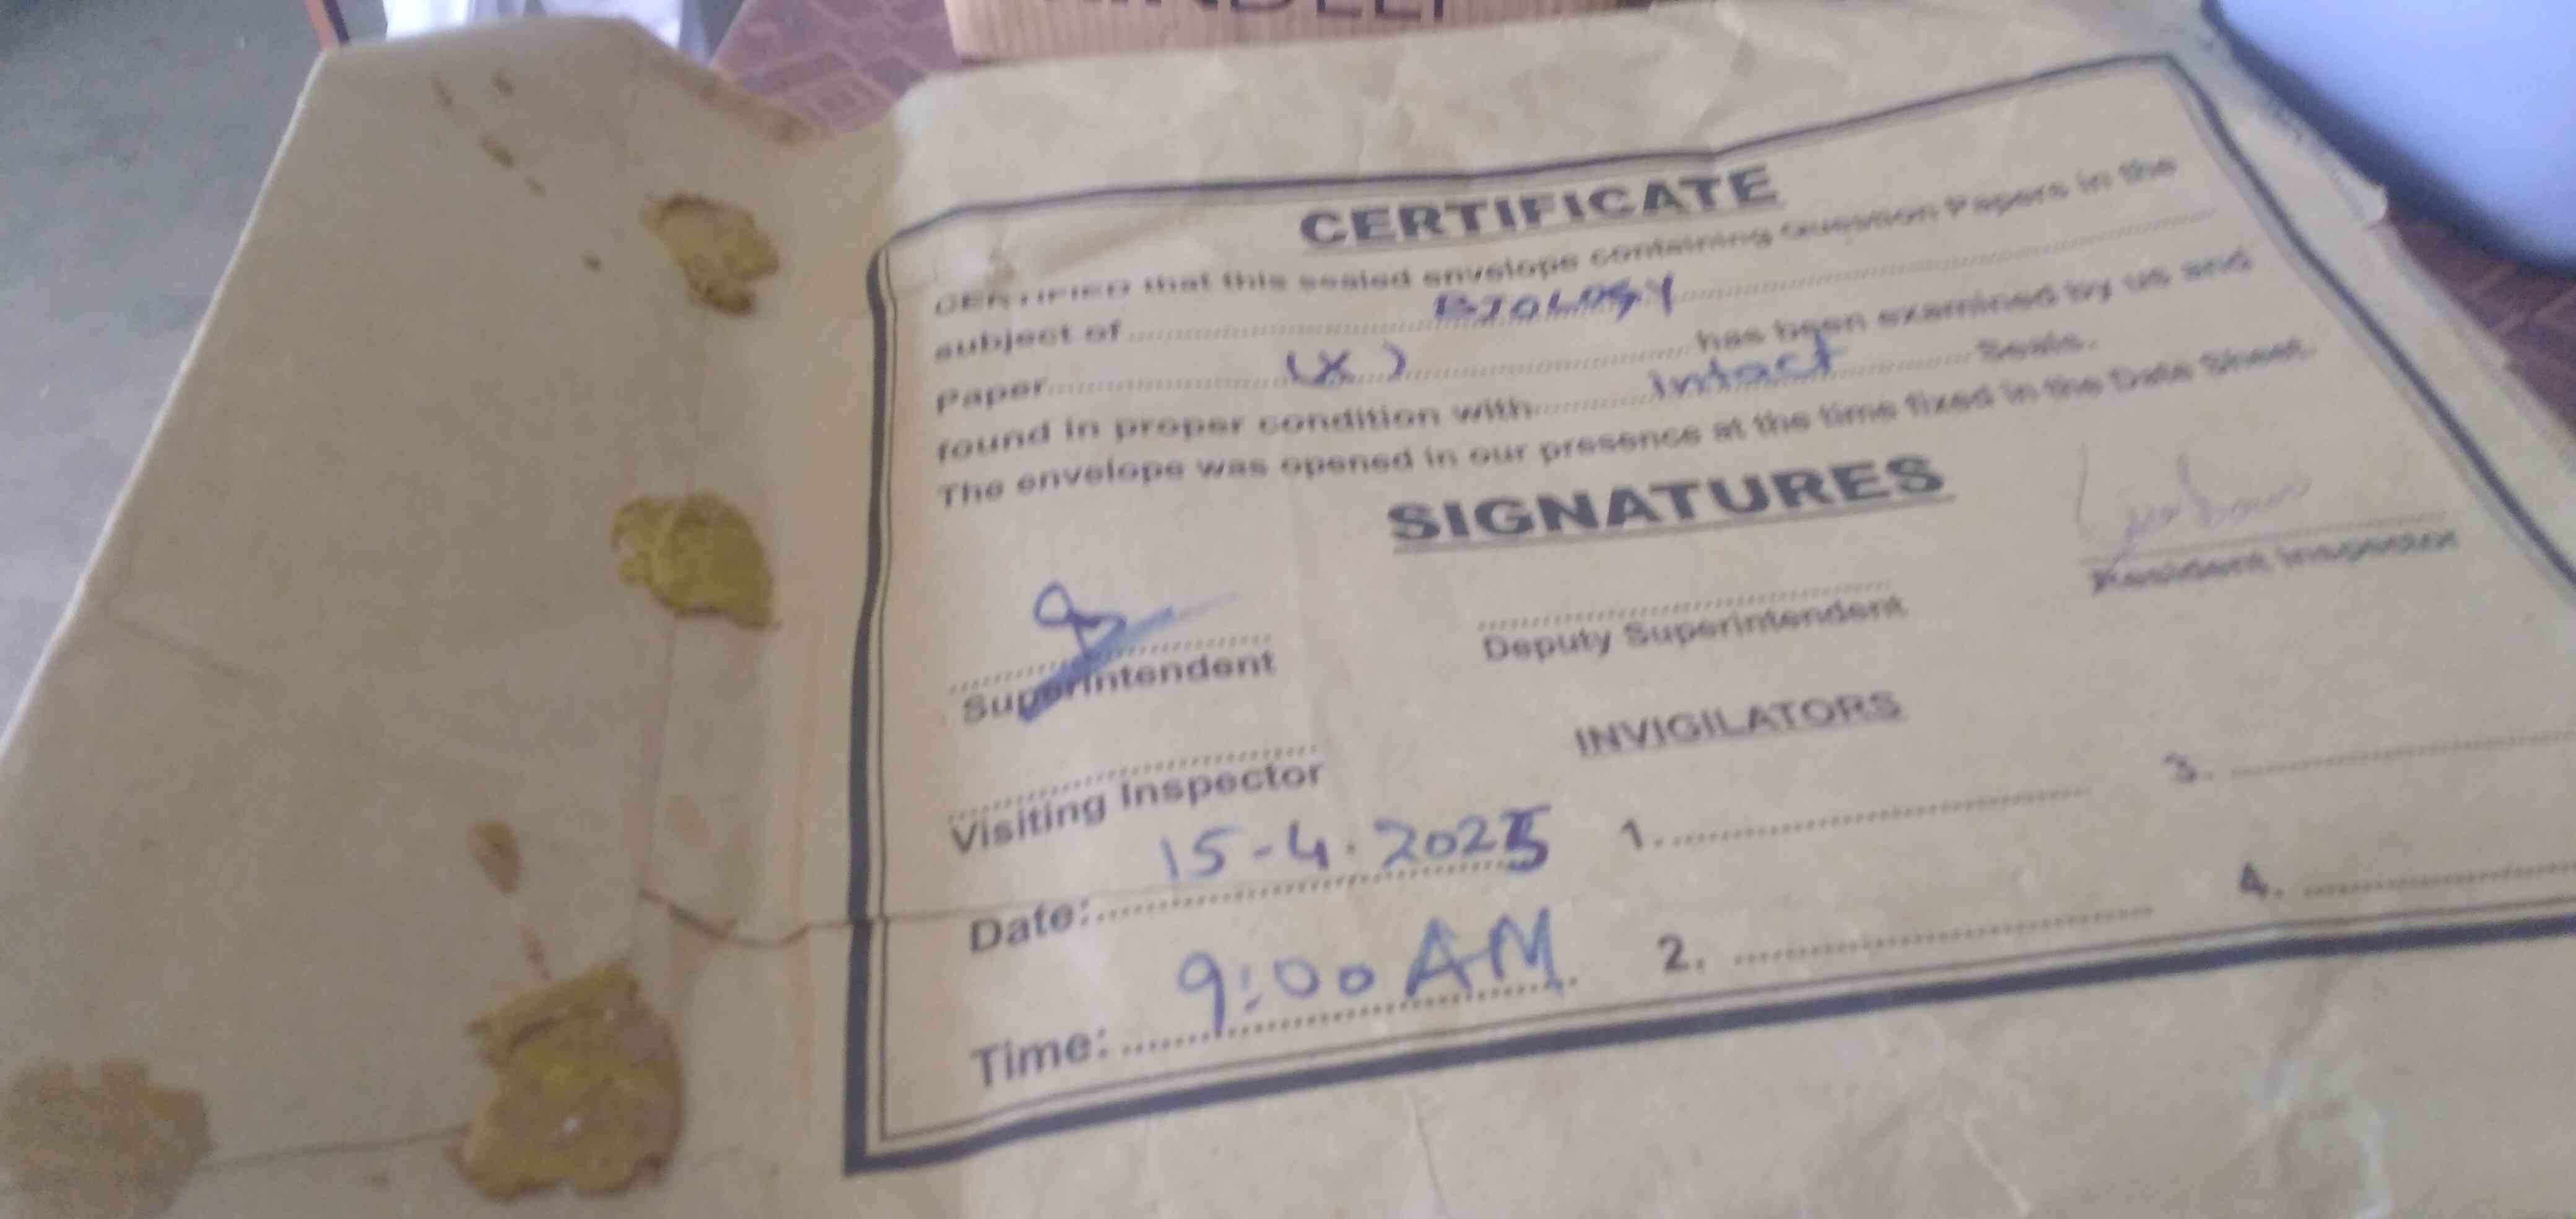 CERTIFICATE
CERTIFIED that this sealed envelope containing Question Papers in the
subject of BIOLOGY
Paper (X) has been examined by us and
found in proper condition with intact Seals.
The envelope was opened in our presence at the time fixed in the Date Sheet.
SIGNATURES
Superintendent
Deputy Superintendent
Resident Inspector
Visiting Inspector
INVIGILATORS
Date: 15-4.2025
Time: 9:00 AM
1.
2.
3.
4.